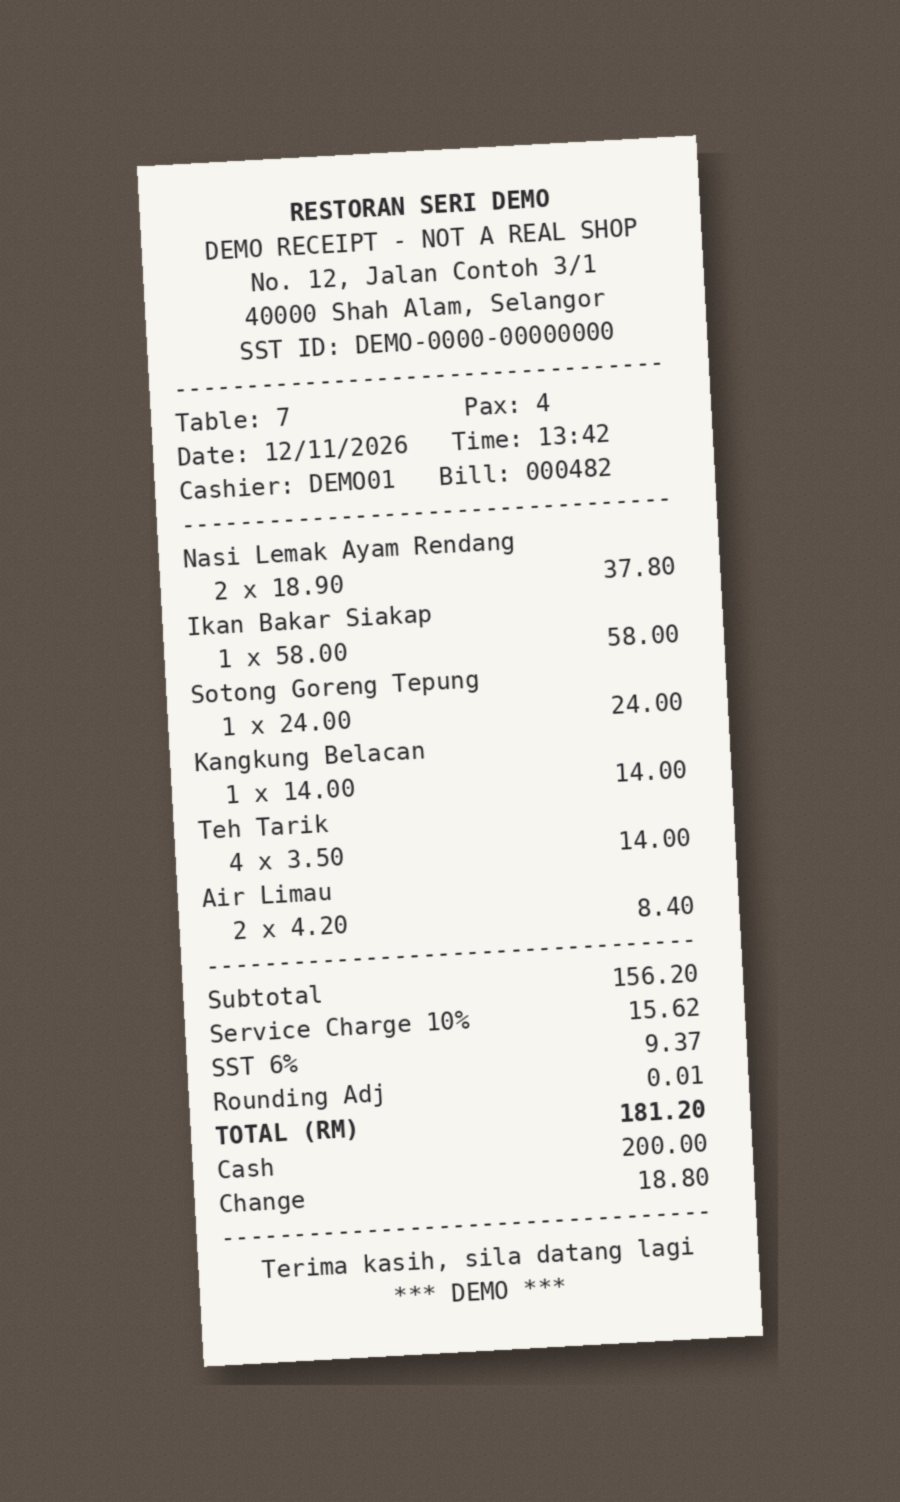 RESTORAN SERI DEMO
DEMO RECEIPT - NOT A REAL SHOP
No. 12, Jalan Contoh 3/1
40000 Shah Alam, Selangor
SST ID: DEMO-0000-00000000
----------------------------------
Table: 7 Pax: 4
Date: 12/11/2026 Time: 13:42
Cashier: DEMO01 Bill: 000482
----------------------------------
Nasi Lemak Ayam Rendang
2 x 18.90 37.80
Ikan Bakar Siakap
1 x 58.00 58.00
Sotong Goreng Tepung
1 x 24.00 24.00
Kangkung Belacan
1 x 14.00 14.00
Teh Tarik
4 x 3.50 14.00
Air Limau
2 x 4.20 8.40
----------------------------------
Subtotal 156.20
Service Charge 10% 15.62
SST 6% 9.37
Rounding Adj 0.01
TOTAL (RM) 181.20
Cash 200.00
Change 18.80
----------------------------------
Terima kasih, sila datang lagi
*** DEMO ***